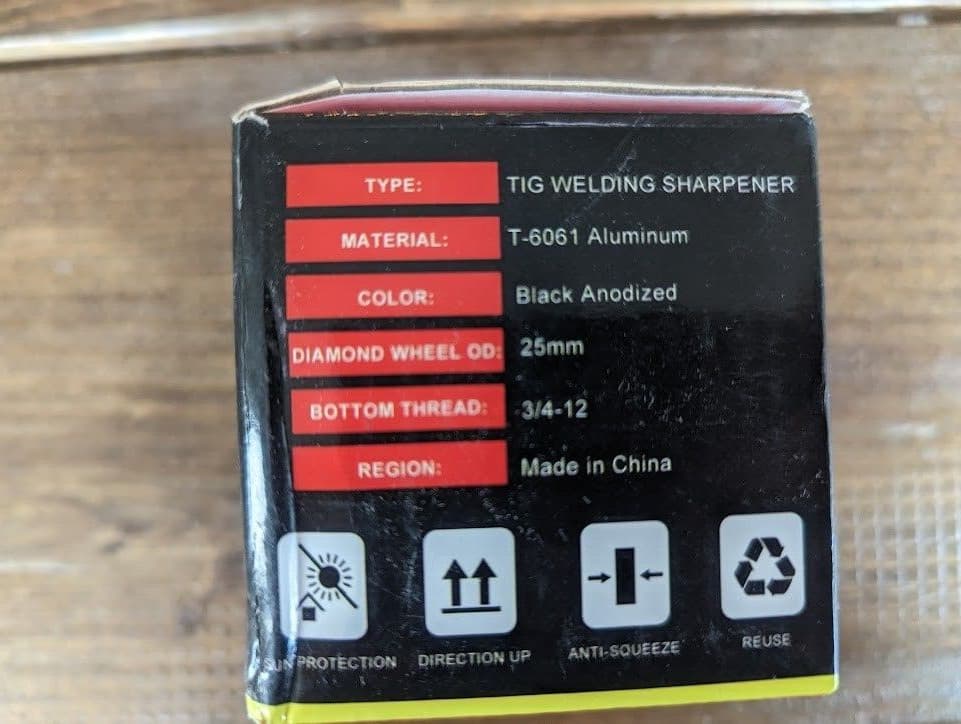 TYPE: TIG WELDING SHARPENER
MATERIAL: T-6061 Aluminum
COLOR: Black Anodized
DIAMOND WHEEL OD: 25mm
BOTTOM THREAD: 3/4-12
REGION: Made in China
SUN PROTECTION DIRECTION UP ANTI-SQUEEZE REUSE